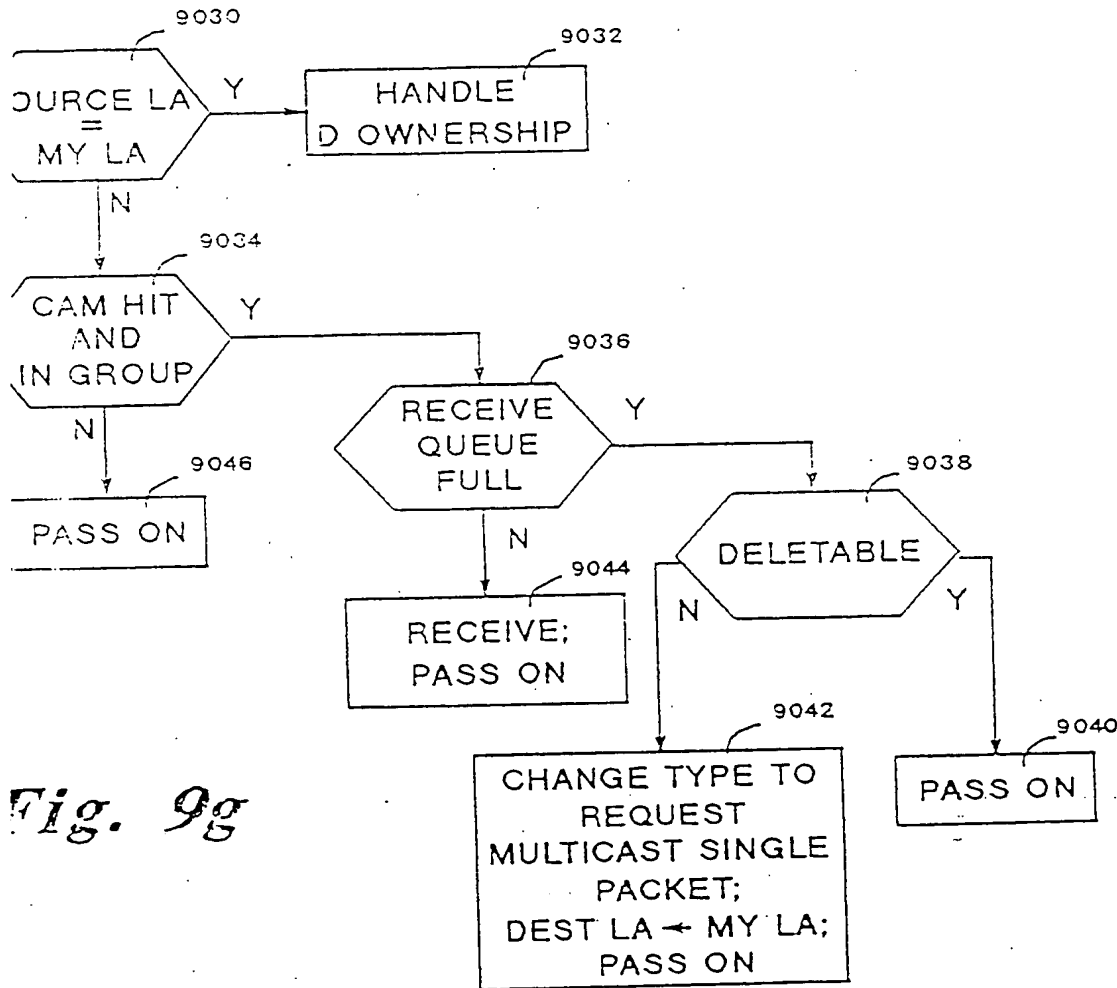 9030
9032
OURCE LA
=
MY LA
Y
HANDLE
D OWNERSHIP
N
9034
CAM HIT
AND
IN GROUP
Y
9036
RECEIVE
QUEUE
FULL
Y
N
9046
PASS ON
9038
DELETABLE
N
9044
RECEIVE;
PASS ON
N
Y
9042
CHANGE TYPE TO
REQUEST
MULTICAST SINGLE
PACKET;
DEST LA ← MY LA;
PASS ON
9040
PASS ON
Fig. 9g